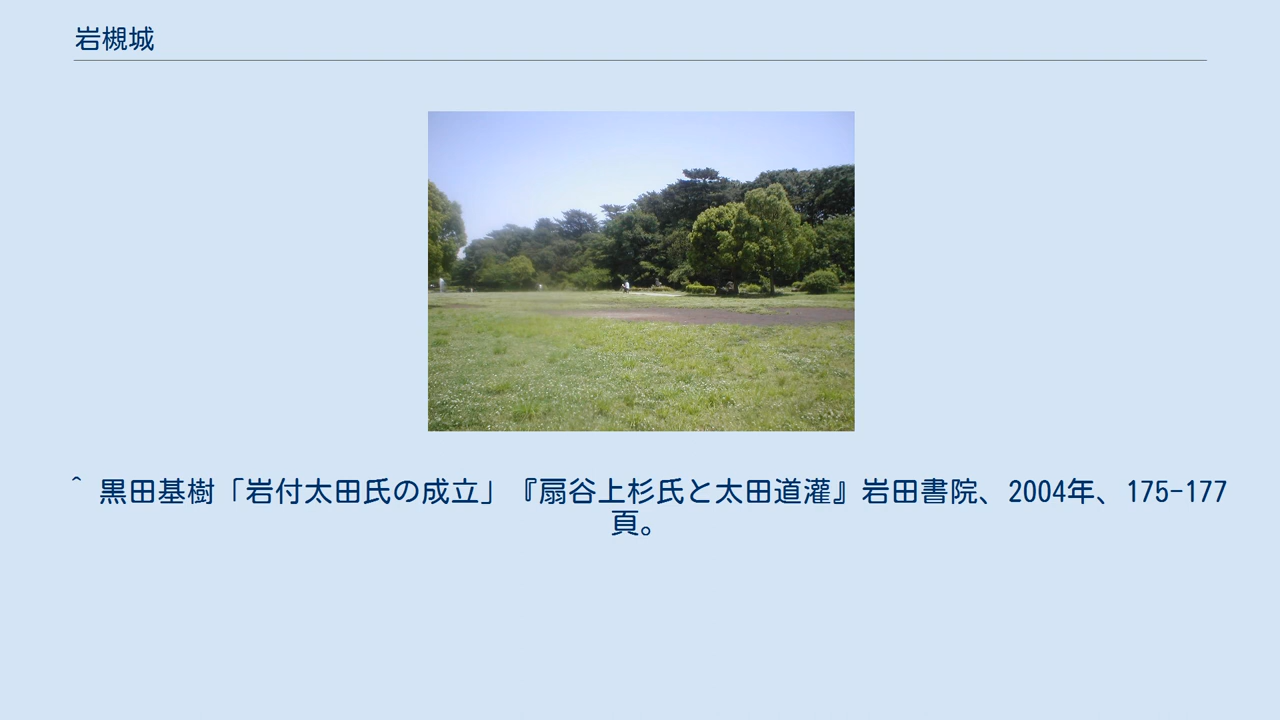 岩槻城
^ 黒田基樹「岩付太田氏の成立」『扇谷上杉氏と太田道灌』岩田書院、2004年、175-177
頁。